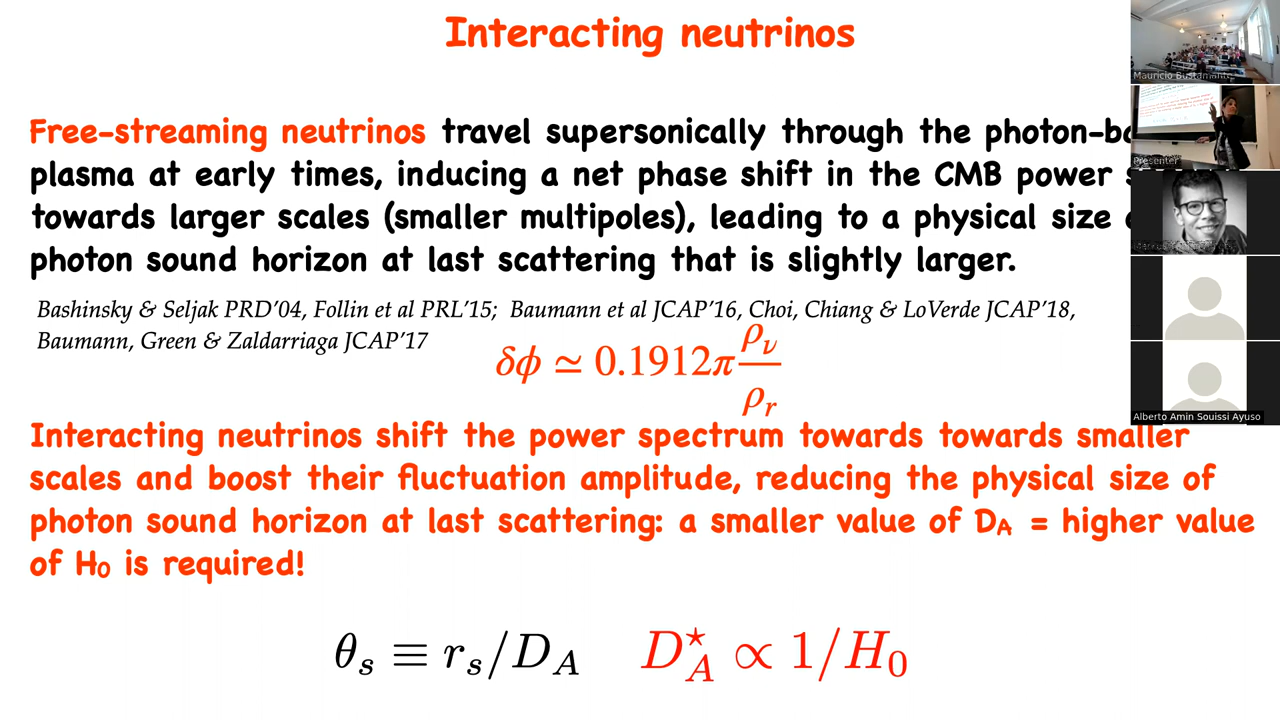 Interacting neutrinos
Free-streaming neutrinos travel supersonically through the photon-ba
plasma at early times, inducing a net phase shift in the CMB power s
towards larger scales (smaller multipoles), leading to a physical size
photon sound horizon at last scattering that is slightly larger.
Bashinsky & Seljak PRD'04, Follin et al PRL'15; Baumann et al JCAP'16, Choi, Chiang & LoVerde JCAP'18,
Baumann, Green & Zaldarriaga JCAP'17
δϕ ≃ 0.1912π ρ_ν / ρ_r
Interacting neutrinos shift the power spectrum towards towards smaller
scales and boost their fluctuation amplitude, reducing the physical size of
photon sound horizon at last scattering: a smaller value of D_A = higher value
of H_0 is required!
θ_s ≡ r_s/D_A D_A^⋆ ∝ 1/H_0
Mauricio Bustamante
Presenter
Alberto Amin Souissi Ayuso